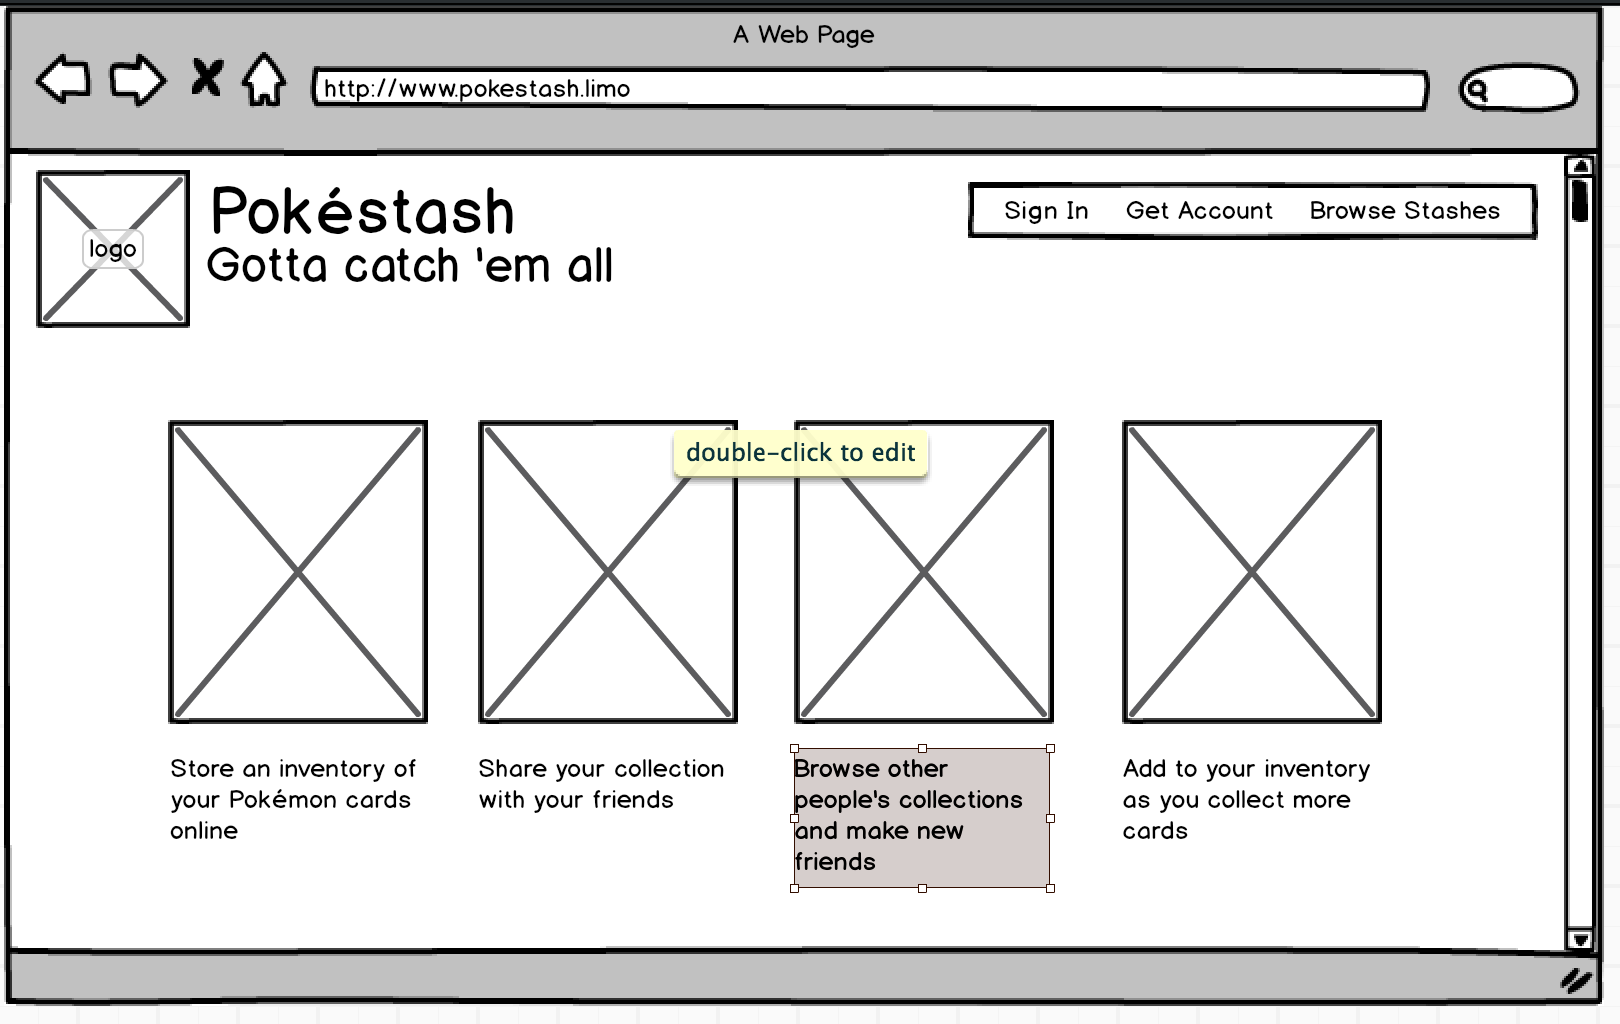 A Web Page
http://www.pokestash.limo
logo
Pokéstash
Gotta catch 'em all
Sign In Get Account Browse Stashes
double-click to edit
Store an inventory of
your Pokémon cards
online
Share your collection
with your friends
Browse other
people's collections
and make new
friends
Add to your inventory
as you collect more
cards